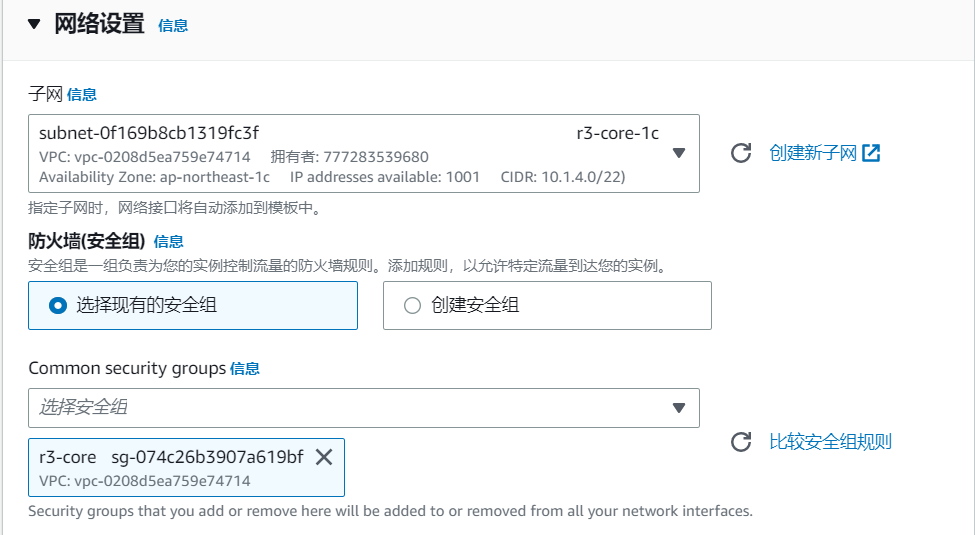 网络设置 信息
子网 信息
subnet-0f169b8cb1319fc3f r3-core-1c
VPC: vpc-0208d5ea759e74714 拥有者: 777283539680
Availability Zone: ap-northeast-1c IP addresses available: 1001 CIDR: 10.1.4.0/22)
创建新子网
指定子网时，网络接口将自动添加到模板中。
防火墙(安全组) 信息
安全组是一组负责为您的实例控制流量的防火墙规则。添加规则，以允许特定流量到达您的实例。
选择现有的安全组 创建安全组
Common security groups 信息
选择安全组
r3-core sg-074c26b3907a619bf
VPC: vpc-0208d5ea759e74714
比较安全组规则
Security groups that you add or remove here will be added to or removed from all your network interfaces.